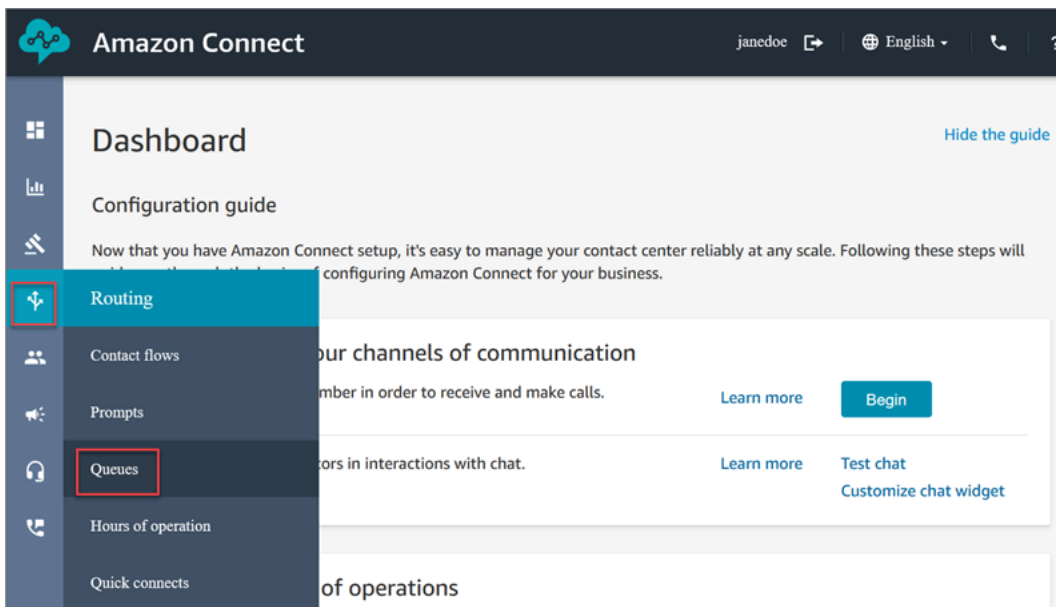 Amazon Connect
janedoe
English
?
Dashboard
Hide the guide
Configuration guide
Now that you have Amazon Connect setup, it's easy to manage your contact center reliably at any scale. Following these steps will
configuring Amazon Connect for your business.
Routing
Contact flows
our channels of communication
Prompts
mber in order to receive and make calls.
Learn more
Begin
Queues
ors in interactions with chat.
Learn more
Test chat
Customize chat widget
Hours of operation
Quick connects
of operations